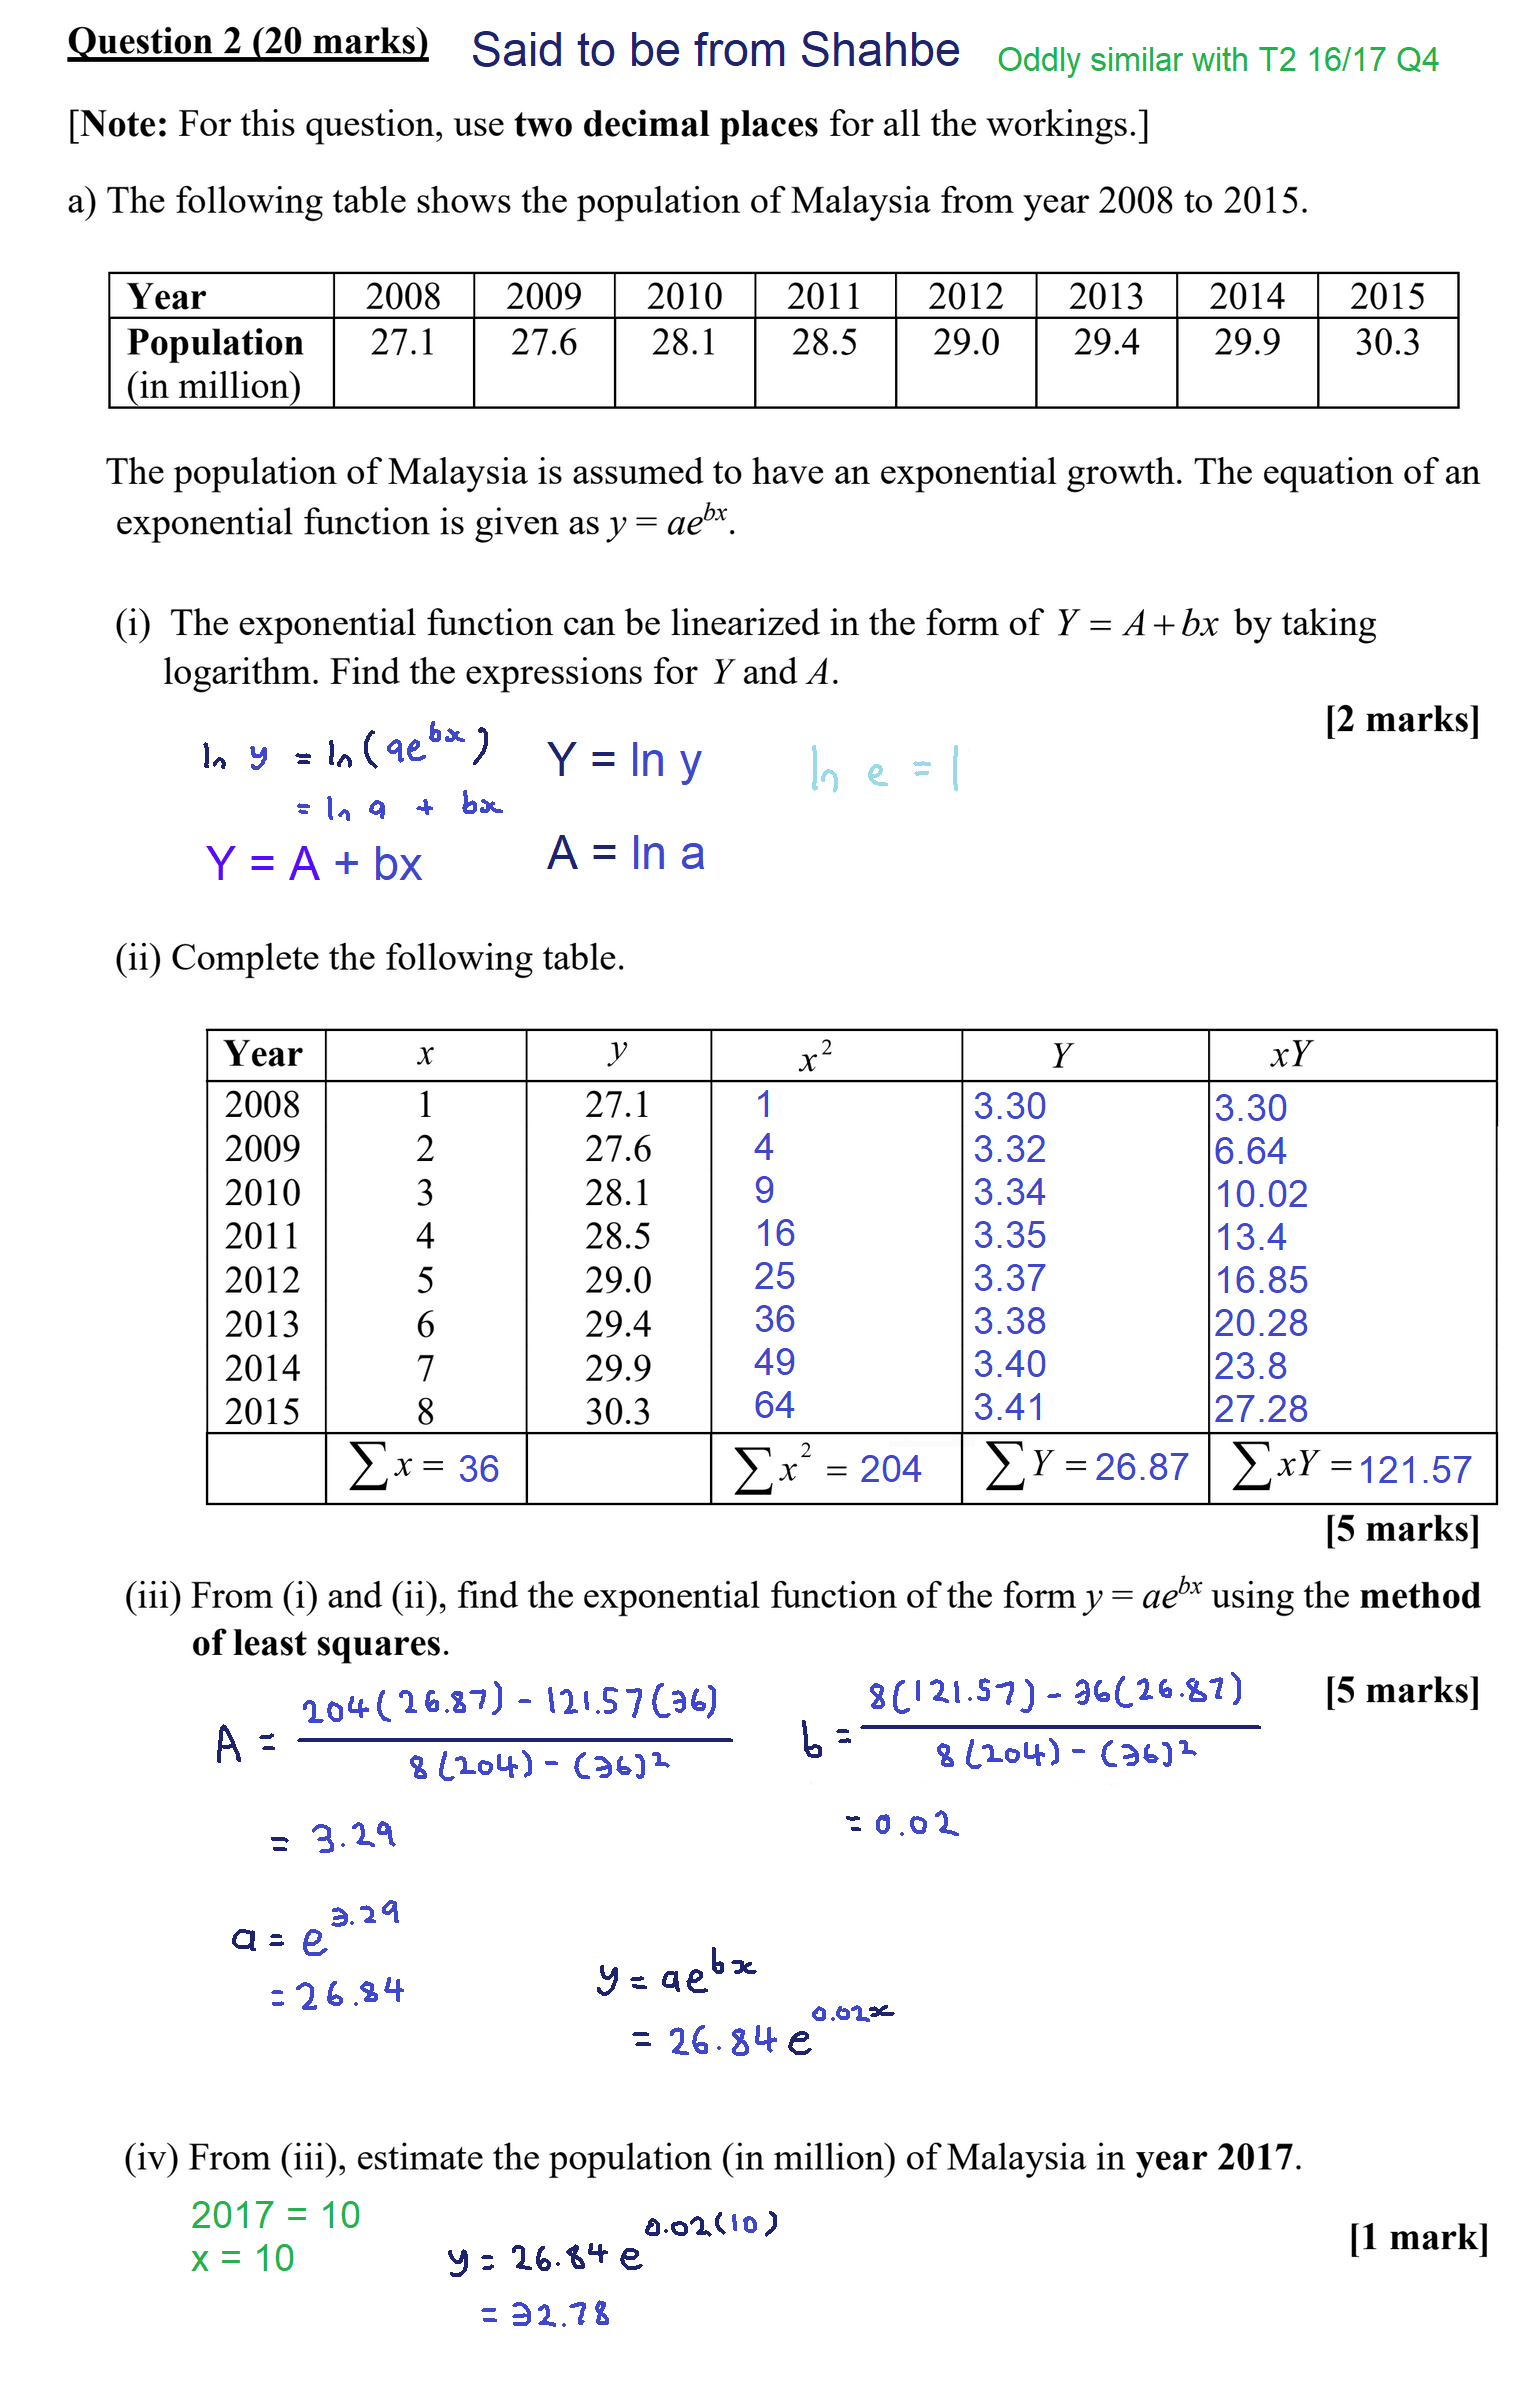 Question 2 (20 marks) Said to be from Shahbe Oddly similar with T2 16/17 Q4
[Note: For this question, use two decimal places for all the workings.]
a) The following table shows the population of Malaysia from year 2008 to 2015.
Year 2008 2009 2010 2011 2012 2013 2014 2015
Population 27.1 27.6 28.1 28.5 29.0 29.4 29.9 30.3
(in million)
The population of Malaysia is assumed to have an exponential growth. The equation of an
exponential function is given as y = ae^{bx}.
(i) The exponential function can be linearized in the form of Y = A + bx by taking
logarithm. Find the expressions for Y and A.
[2 marks]
ln y = ln(ae^{bx}) Y = ln y ln e = 1
= ln a + bx
Y = A + bx A = ln a
(ii) Complete the following table.
Year x y x² Y xY
2008 1 27.1 1 3.30 3.30
2009 2 27.6 4 3.32 6.64
2010 3 28.1 9 3.34 10.02
2011 4 28.5 16 3.35 13.4
2012 5 29.0 25 3.37 16.85
2013 6 29.4 36 3.38 20.28
2014 7 29.9 49 3.40 23.8
2015 8 30.3 64 3.41 27.28
∑x = 36 ∑x² = 204 ∑Y = 26.87 ∑xY = 121.57
[5 marks]
(iii) From (i) and (ii), find the exponential function of the form y = ae^{bx} using the method
of least squares.
[5 marks]
A = (204(26.87) - 121.57(36)) / (8(204) - (36)²) b = (8(121.57) - 36(26.87)) / (8(204) - (36)²)
= 3.29 = 0.02
a = e^{3.29}
= 26.84
y = ae^{bx}
= 26.84 e^{0.02x}
(iv) From (iii), estimate the population (in million) of Malaysia in year 2017.
2017 = 10
[1 mark]
x = 10 y = 26.84 e^{0.02(10)}
= 32.78